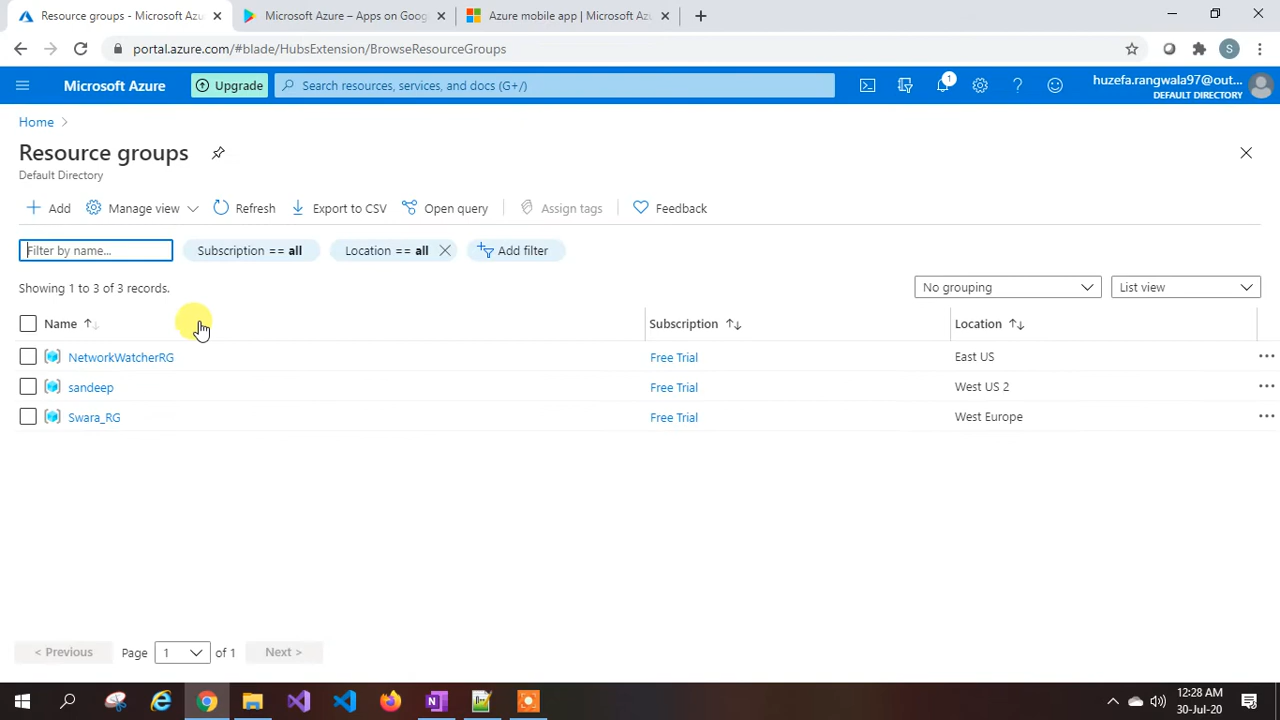 Resource groups - Microsoft Azu
Microsoft Azure – Apps on Goog
Azure mobile app | Microsoft Azu
portal.azure.com/#blade/HubsExtension/BrowseResourceGroups
S
Microsoft Azure
Upgrade
Search resources, services, and docs (G+/)
1
huzefa.rangwala97@out...
DEFAULT DIRECTORY
Home
Resource groups
Default Directory
Add
Manage view
Refresh
Export to CSV
Open query
Assign tags
Feedback
Filter by name...
Subscription == all
Location == all
Add filter
Showing 1 to 3 of 3 records.
No grouping
List view
Name
Subscription
Location
NetworkWatcherRG
Free Trial
East US
sandeep
Free Trial
West US 2
Swara_RG
Free Trial
West Europe
< Previous
Page
1
of 1
Next >
12:28 AM
30-Jul-20